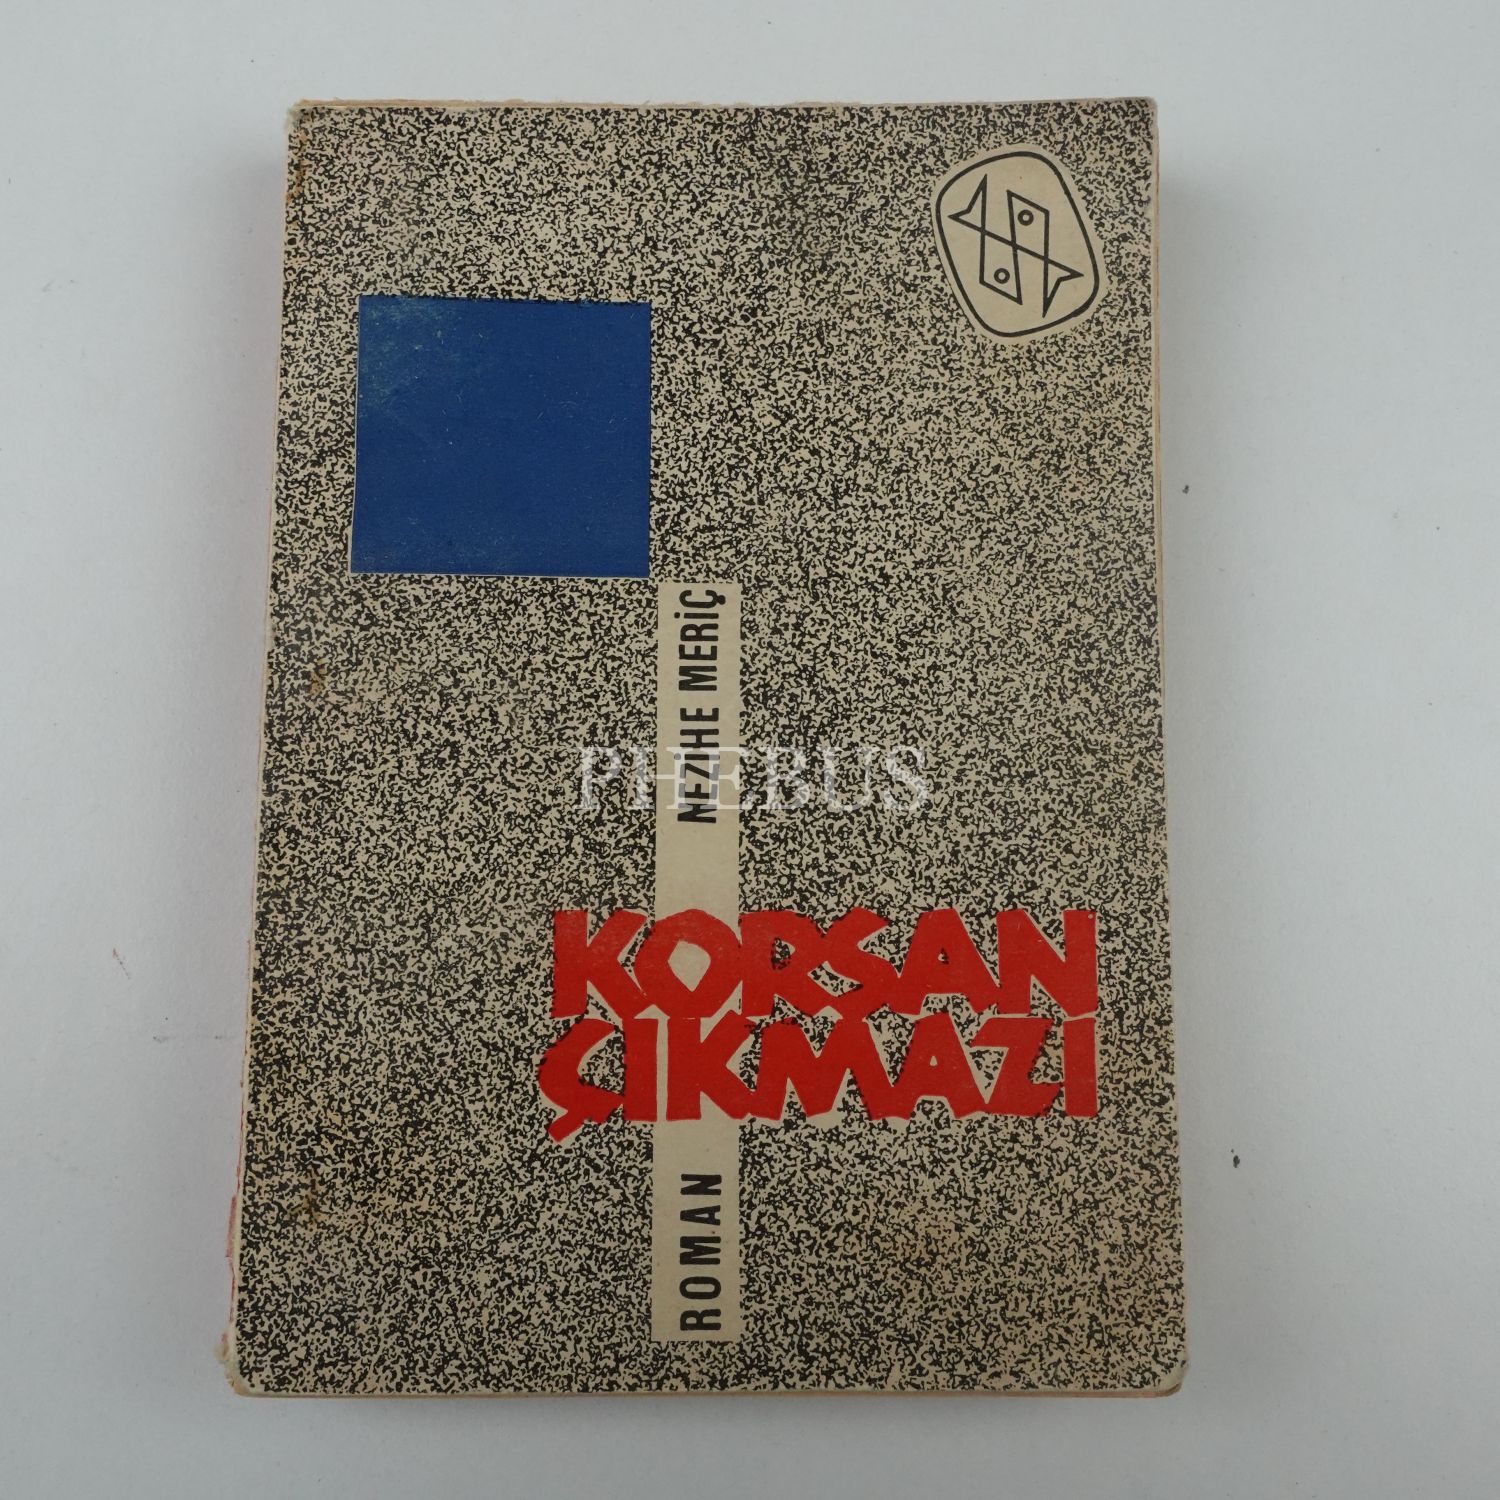 NEZİHE MERİÇ
PHEBUS
KORSAN
ÇIKMAZI
ROMAN